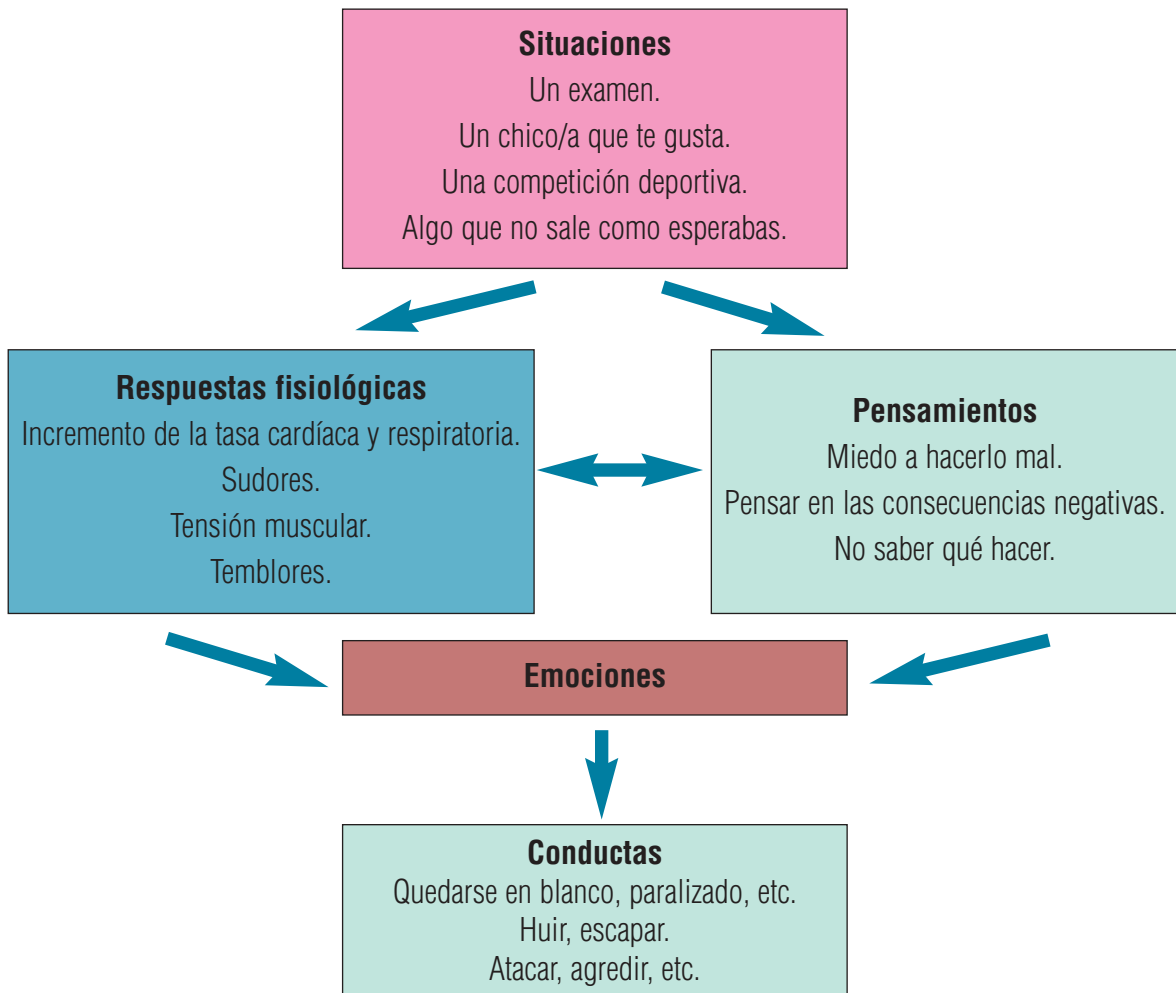 Situaciones
Un examen.
Un chico/a que te gusta.
Una competición deportiva.
Algo que no sale como esperabas.
Respuestas fisiológicas
Incremento de la tasa cardíaca y respiratoria.
Sudores.
Tensión muscular.
Temblores.
Pensamientos
Miedo a hacerlo mal.
Pensar en las consecuencias negativas.
No saber qué hacer.
Emociones
Conductas
Quedarse en blanco, paralizado, etc.
Huir, escapar.
Atacar, agredir, etc.